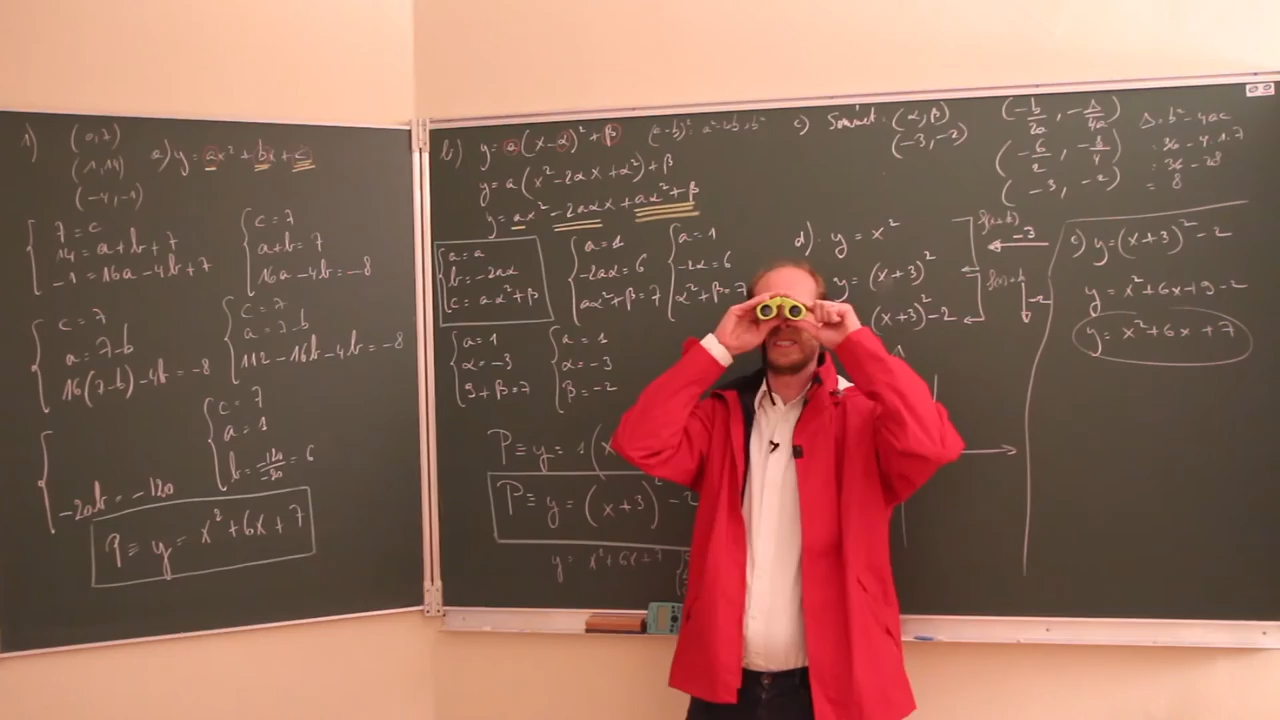 1) (0,7)
(1,14)
(-4,-1)
a) y = ax² + bx + c
7 = c
14 = a+b+7
-1 = 16a-4b+7
c = 7
a+b = 7
16a-4b = -8
c = 7
a = 7-b
16(7-b)-4b = -8
c = 7
a = 7-b
112-16b-4b = -8
-20b = -120
c = 7
a = 1
b = -120/-20 = 6
P ≡ y = x²+6x+7
b) y = a(x-α)²+β
(a-b)² = a²-2ab+b²
y = a(x²-2αx+α²)+β
y = ax²-2aαx+aα²+β
a = a
b = -2aα
c = aα²+β
a = 1
-2aα = 6
aα²+β = 7
a = 1
-2α = 6
α²+β = 7
a = 1
α = -3
9+β = 7
a = 1
α = -3
β = -2
P ≡ y = 1(x
P ≡ y = (x+3)²-2
y = x²+6x+7
c) Sommet: (α,β)
(-3,-2)
(-b/2a, -Δ/4a)
(-6/2, -8/4)
(-3, -2)
Δ = b²-4ac
= 36-4.1.7
= 36-28
= 8
d) y = x²
y = (x+3)²
(x+3)²-2
-3
-2
y = (x+3)²-2
y = x²+6x+9-2
y = x²+6x+7